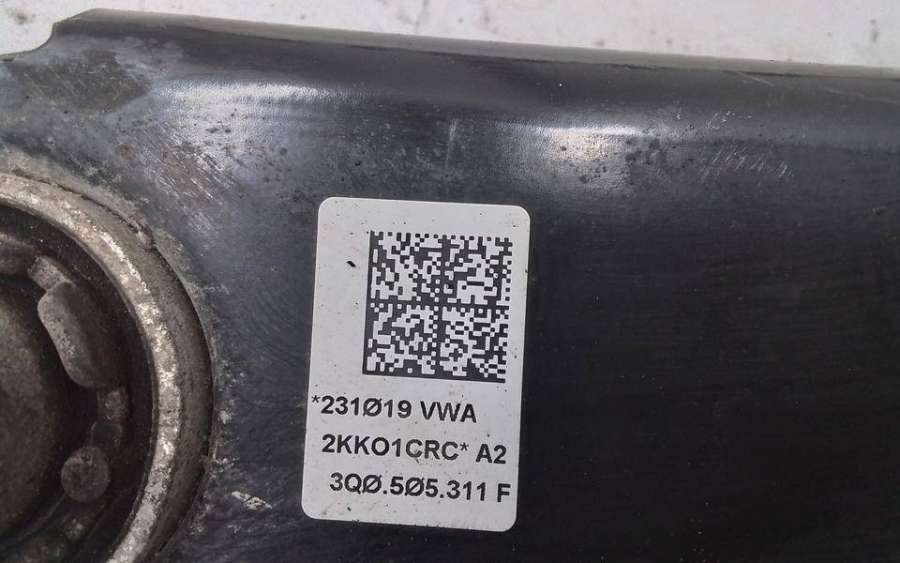 *231Ø19 VWA
2KKO1CRC* A2
3QØ.5Ø5.311 F